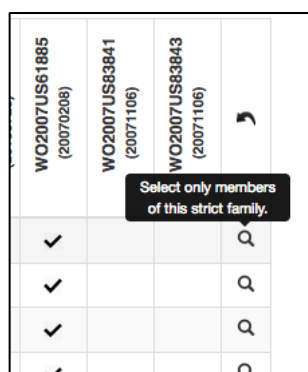 WO2007US61885
(20070208)
WO2007US83841
(20071106)
WO2007US83843
(20071106)
Select only members
of this strict family.